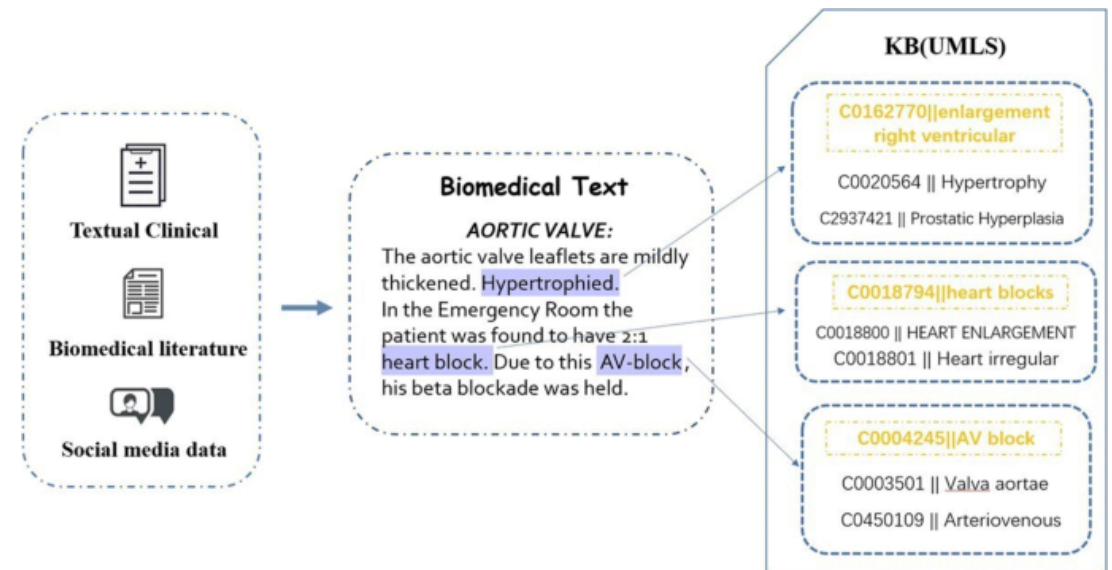 Textual Clinical
Biomedical literature
Social media data
Biomedical Text
AORTIC VALVE:
The aortic valve leaflets are mildly
thickened. Hypertrophied.
In the Emergency Room the
patient was found to have 2:1
heart block. Due to this AV-block,
his beta blockade was held.
KB(UMLS)
C0162770||enlargement
right ventricular
C0020564 || Hypertrophy
C2937421 || Prostatic Hyperplasia
C0018794||heart blocks
C0018800 || HEART ENLARGEMENT
C0018801 || Heart irregular
C0004245||AV block
C0003501 || Valva aortae
C0450109 || Arteriovenous